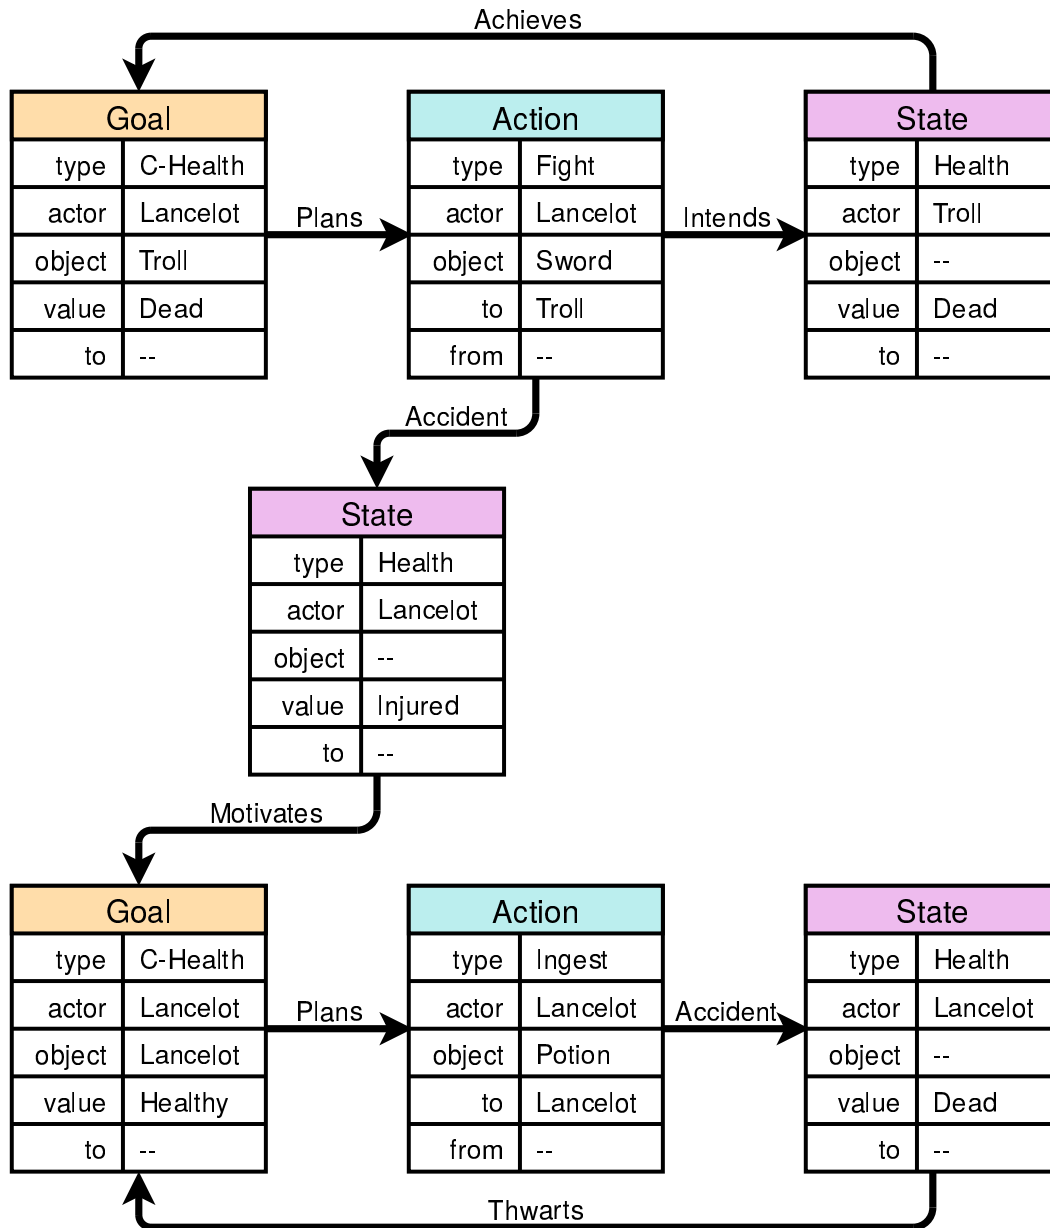 Achieves
Goal Action State
type C-Health type Fight type Health
actor Lancelot actor Lancelot actor Troll
Plans Intends
object Troll object Sword object --
value Dead to Troll value Dead
to -- from -- to --
Accident
State
type Health
actor Lancelot
object --
value Injured
to --
Motivates
Goal Action State
type C-Health type Ingest type Health
actor Lancelot actor Lancelot actor Lancelot
Plans Accident
object Lancelot object Potion object --
value Healthy to Lancelot value Dead
to -- from -- to --
Thwarts